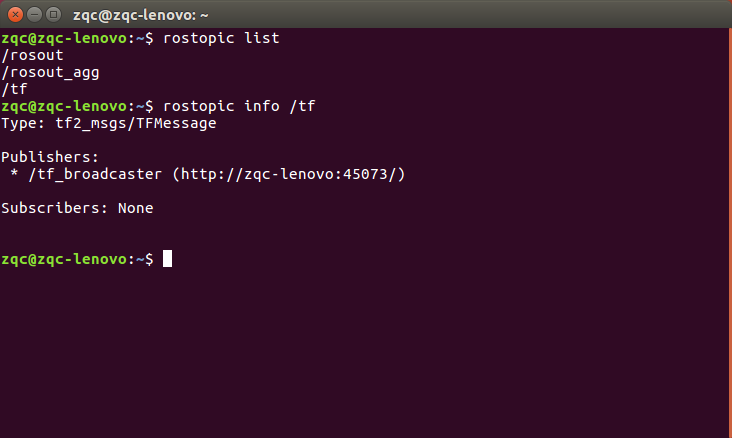 zqc@zqc-lenovo: ~
zqc@zqc-lenovo:~$ rostopic list
/rosout
/rosout_agg
/tf
zqc@zqc-lenovo:~$ rostopic info /tf
Type: tf2_msgs/TFMessage
Publishers:
 * /tf_broadcaster (http://zqc-lenovo:45073/)
Subscribers: None
zqc@zqc-lenovo:~$